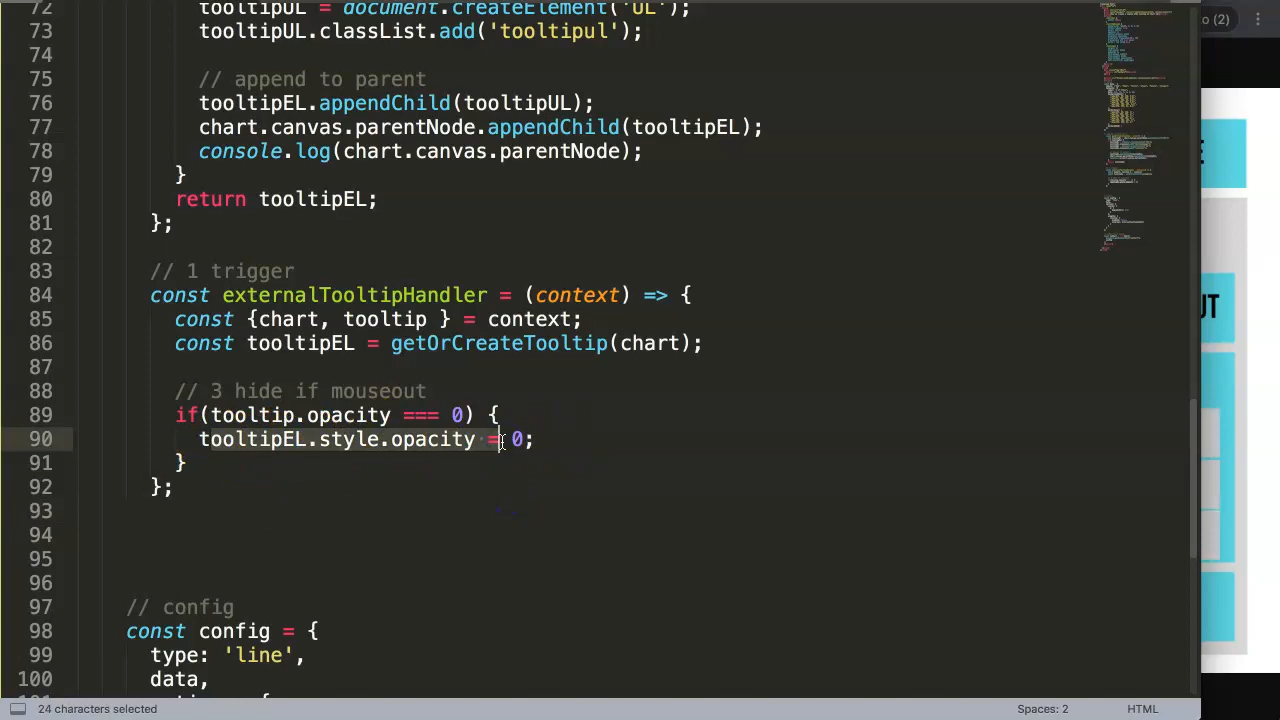 72 tooltipUL = document.createElement('UL');
73 tooltipUL.classList.add('tooltipul');
74
75 // append to parent
76 tooltipEL.appendChild(tooltipUL);
77 chart.canvas.parentNode.appendChild(tooltipEL);
78 console.log(chart.canvas.parentNode);
79 }
80 return tooltipEL;
81 };
82
83 // 1 trigger
84 const externalTooltipHandler = (context) => {
85 const {chart, tooltip } = context;
86 const tooltipEL = getOrCreateTooltip(chart);
87
88 // 3 hide if mouseout
89 if(tooltip.opacity === 0) {
90 tooltipEL.style.opacity = 0;
91 }
92 };
93
94
95
96
97 // config
98 const config = {
99 type: 'line',
100 data,
24 characters selected
Spaces: 2
HTML
(2)
E
UT